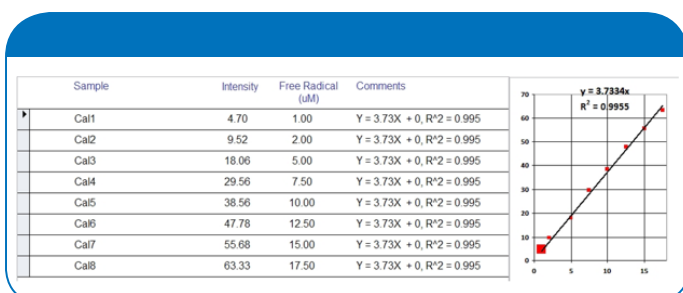 Sample Intensity Free Radical (uM) Comments
Cal1 4.70 1.00 Y = 3.73X + 0, R^2 = 0.995
Cal2 9.52 2.00 Y = 3.73X + 0, R^2 = 0.995
Cal3 18.06 5.00 Y = 3.73X + 0, R^2 = 0.995
Cal4 29.56 7.50 Y = 3.73X + 0, R^2 = 0.995
Cal5 38.56 10.00 Y = 3.73X + 0, R^2 = 0.995
Cal6 47.78 12.50 Y = 3.73X + 0, R^2 = 0.995
Cal7 55.68 15.00 Y = 3.73X + 0, R^2 = 0.995
Cal8 63.33 17.50 Y = 3.73X + 0, R^2 = 0.995
y = 3.7334x
R² = 0.9955
70
60
50
40
30
20
10
0
0 5 10 15